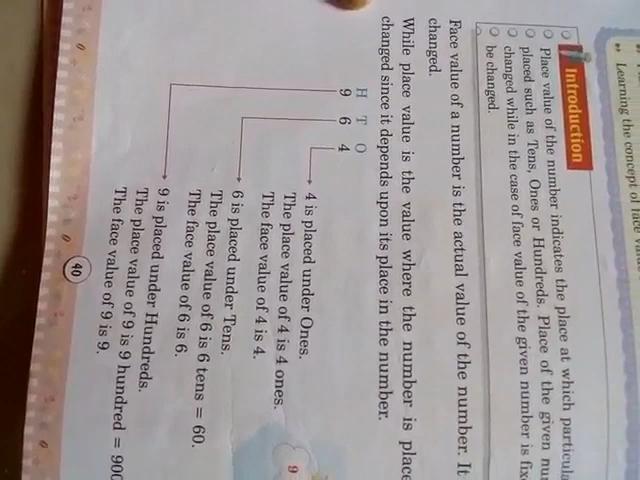 Learning the concept of face
Introduction
Place value of the number indicates the place at which
placed such as Tens, Ones or Hundreds. Place of the given
changed while in the case of face value of the given number is
be changed.
Face value of a number is the actual value of the number. It
changed.
While place value is the value where the number is
changed since it depends upon its place in the number.
H T O
9 6 4
4 is placed under Ones.
The place value of 4 is 4 ones.
The face value of 4 is 4.
6 is placed under Tens.
The place value of 6 is 6 tens = 60.
The face value of 6 is 6.
9 is placed under Hundreds.
The place value of 9 is 9 hundred = 900
The face value of 9 is 9.
9
40